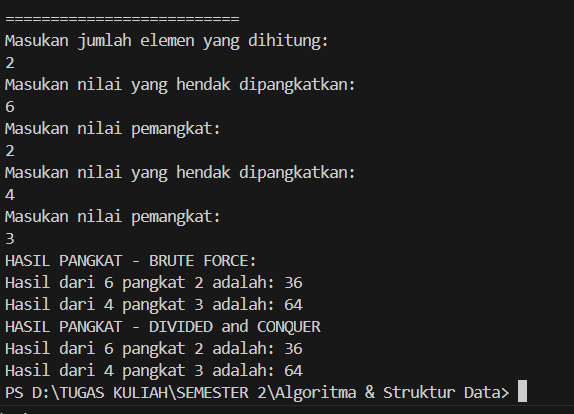 ==========================
Masukan jumlah elemen yang dihitung:
2
Masukan nilai yang hendak dipangkatkan:
6
Masukan nilai pemangkat:
2
Masukan nilai yang hendak dipangkatkan:
4
Masukan nilai pemangkat:
3
HASIL PANGKAT - BRUTE FORCE:
Hasil dari 6 pangkat 2 adalah: 36
Hasil dari 4 pangkat 3 adalah: 64
HASIL PANGKAT - DIVIDED and CONQUER
Hasil dari 6 pangkat 2 adalah: 36
Hasil dari 4 pangkat 3 adalah: 64
PS D:\TUGAS KULIAH\SEMESTER 2\Algoritma & Struktur Data>